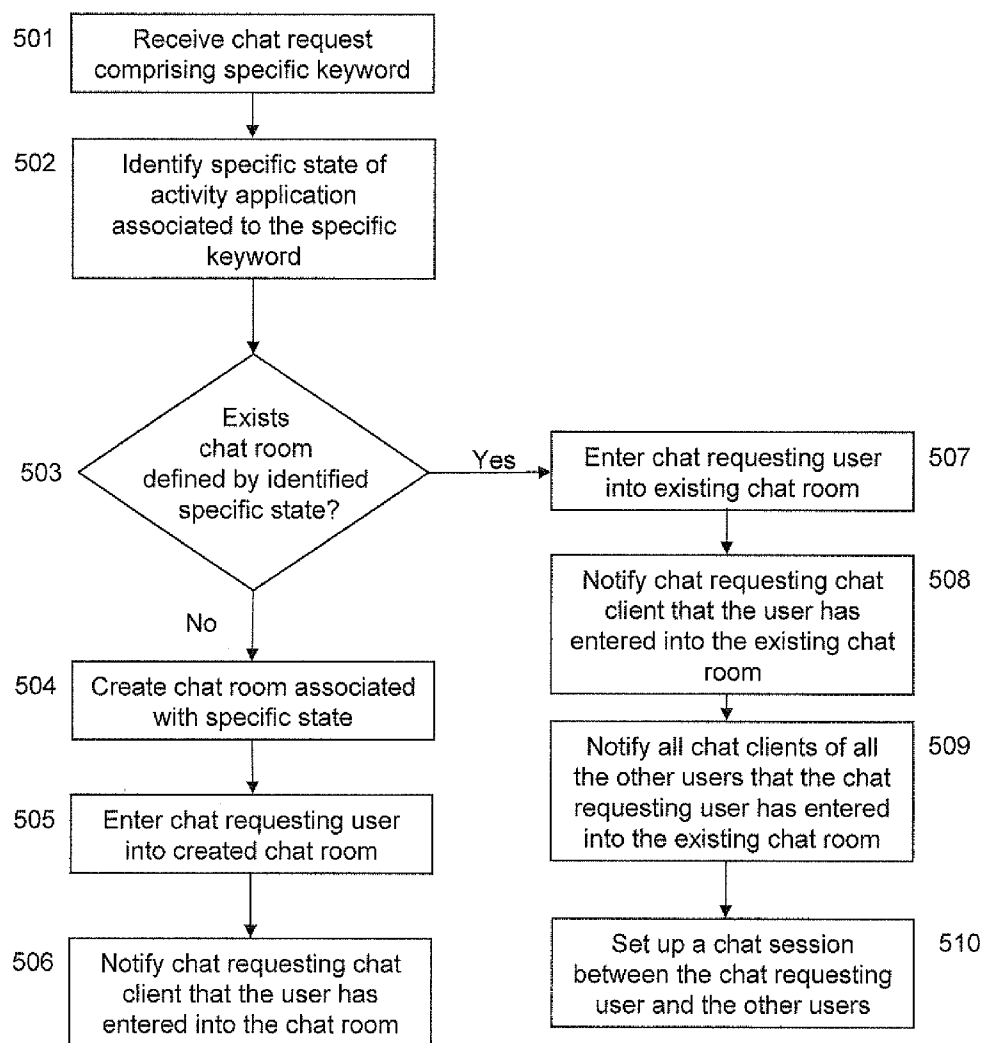 501
Receive chat request
comprising specific keyword
502
Identify specific state of
activity application
associated to the specific
keyword
503
Exists
chat room
defined by identified
specific state?
Yes
No
504
Create chat room associated
with specific state
505
Enter chat requesting user
into created chat room
506
Notify chat requesting chat
client that the user has
entered into the chat room
Enter chat requesting user
into existing chat room
507
Notify chat requesting chat
client that the user has
entered into the existing chat
room
508
Notify all chat clients of all
the other users that the chat
requesting user has entered
into the existing chat room
509
Set up a chat session
between the chat requesting
user and the other users
510